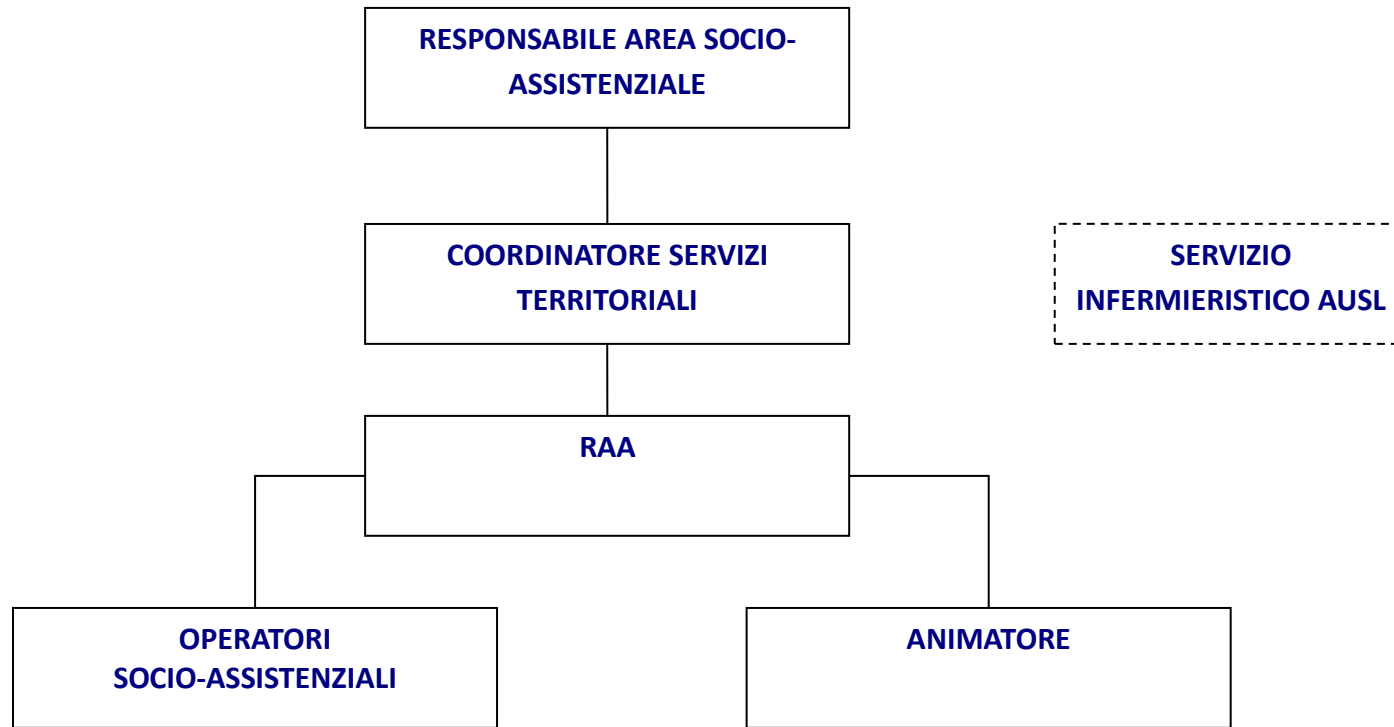 RESPONSABILE AREA SOCIO-
ASSISTENZIALE
COORDINATORE SERVIZI
TERRITORIALI
SERVIZIO
INFERMIERISTICO AUSL
RAA
OPERATORI
SOCIO-ASSISTENZIALI
ANIMATORE